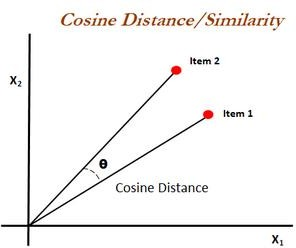 Cosine Distance/Similarity
Item 2
X2
Item 1
θ
Cosine Distance
X1